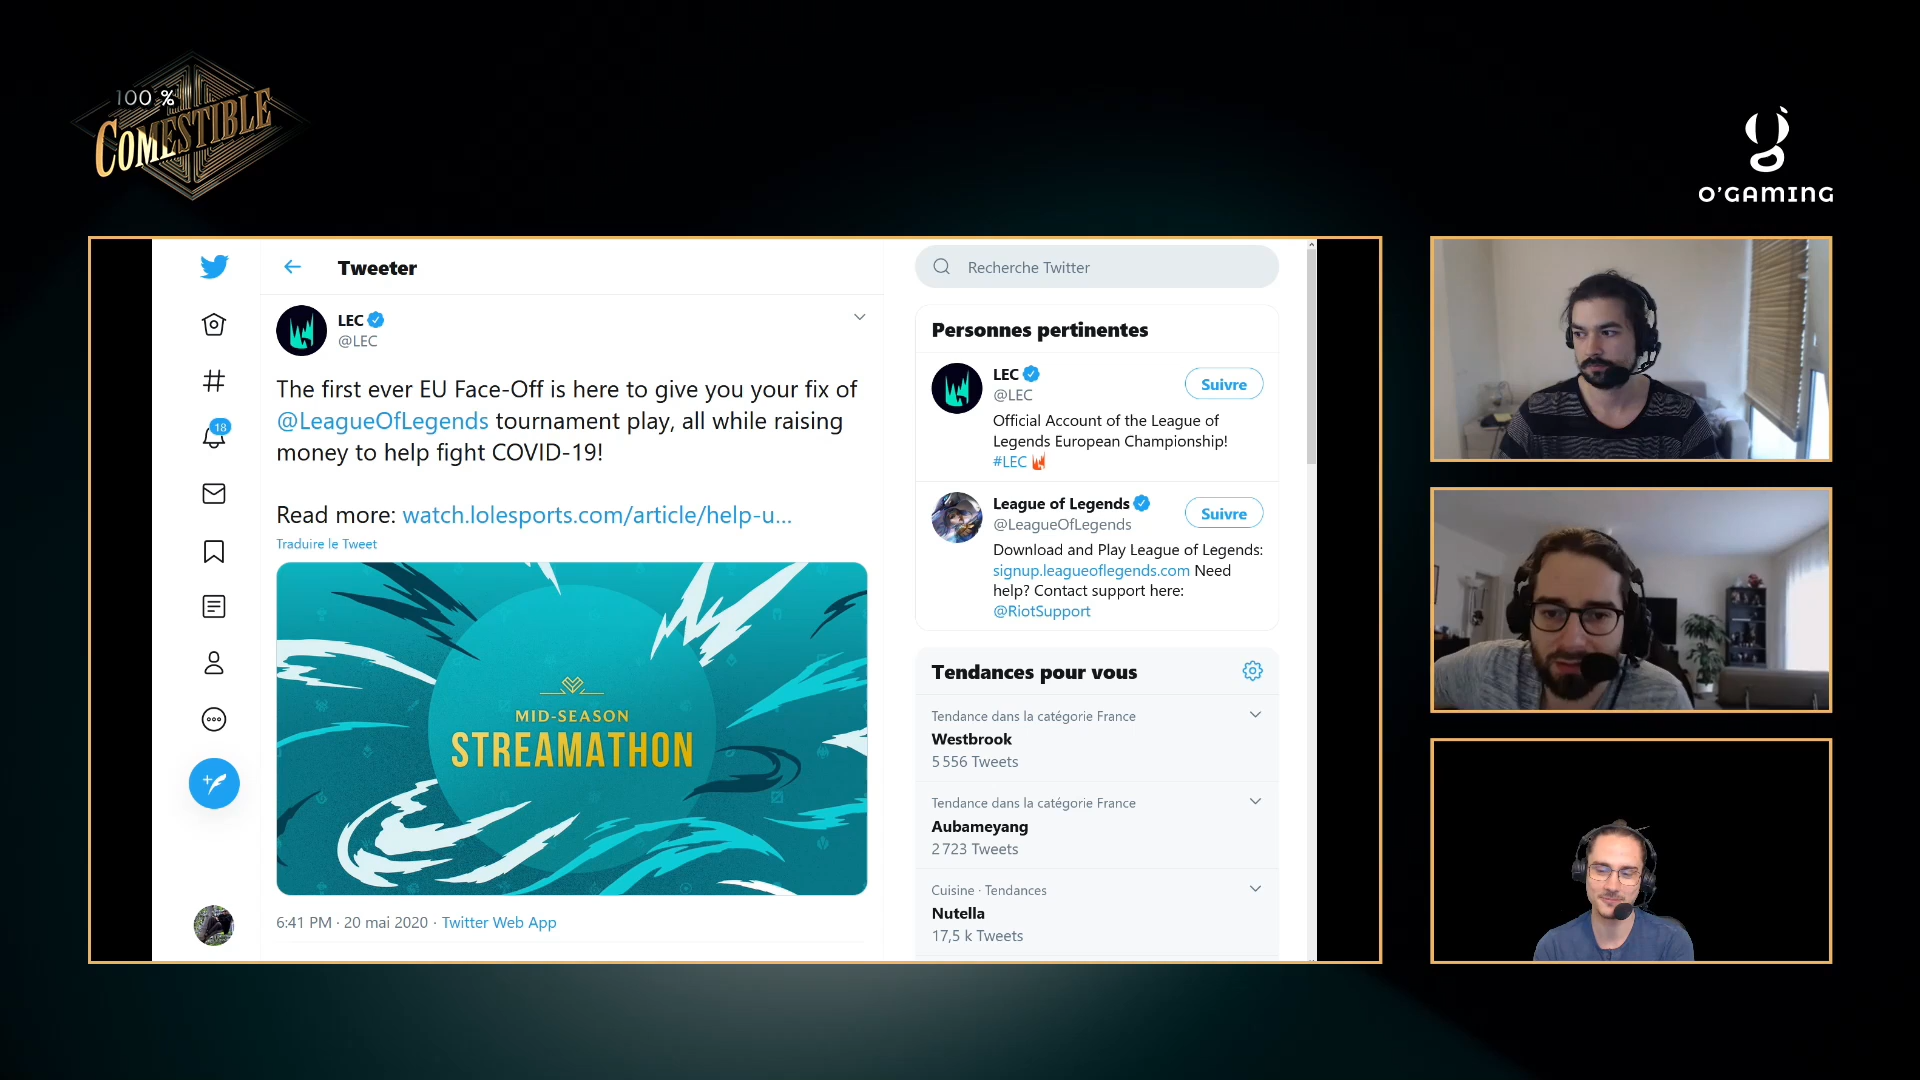 100 %
COMESTIBLE
O'GAMING
Tweeter
LEC
@LEC
The first ever EU Face-Off is here to give you your fix of
@LeagueOfLegends tournament play, all while raising
money to help fight COVID-19!
Read more: watch.lolesports.com/article/help-u...
Traduire le Tweet
MID-SEASON
STREAMATHON
6:41 PM · 20 mai 2020 · Twitter Web App
18
Recherche Twitter
Personnes pertinentes
LEC
@LEC
Suivre
Official Account of the League of
Legends European Championship!
#LEC
League of Legends
@LeagueOfLegends
Suivre
Download and Play League of Legends:
signup.leagueoflegends.com Need
help? Contact support here:
@RiotSupport
Tendances pour vous
Tendance dans la catégorie France
Westbrook
5 556 Tweets
Tendance dans la catégorie France
Aubameyang
2 723 Tweets
Cuisine · Tendances
Nutella
17,5 k Tweets